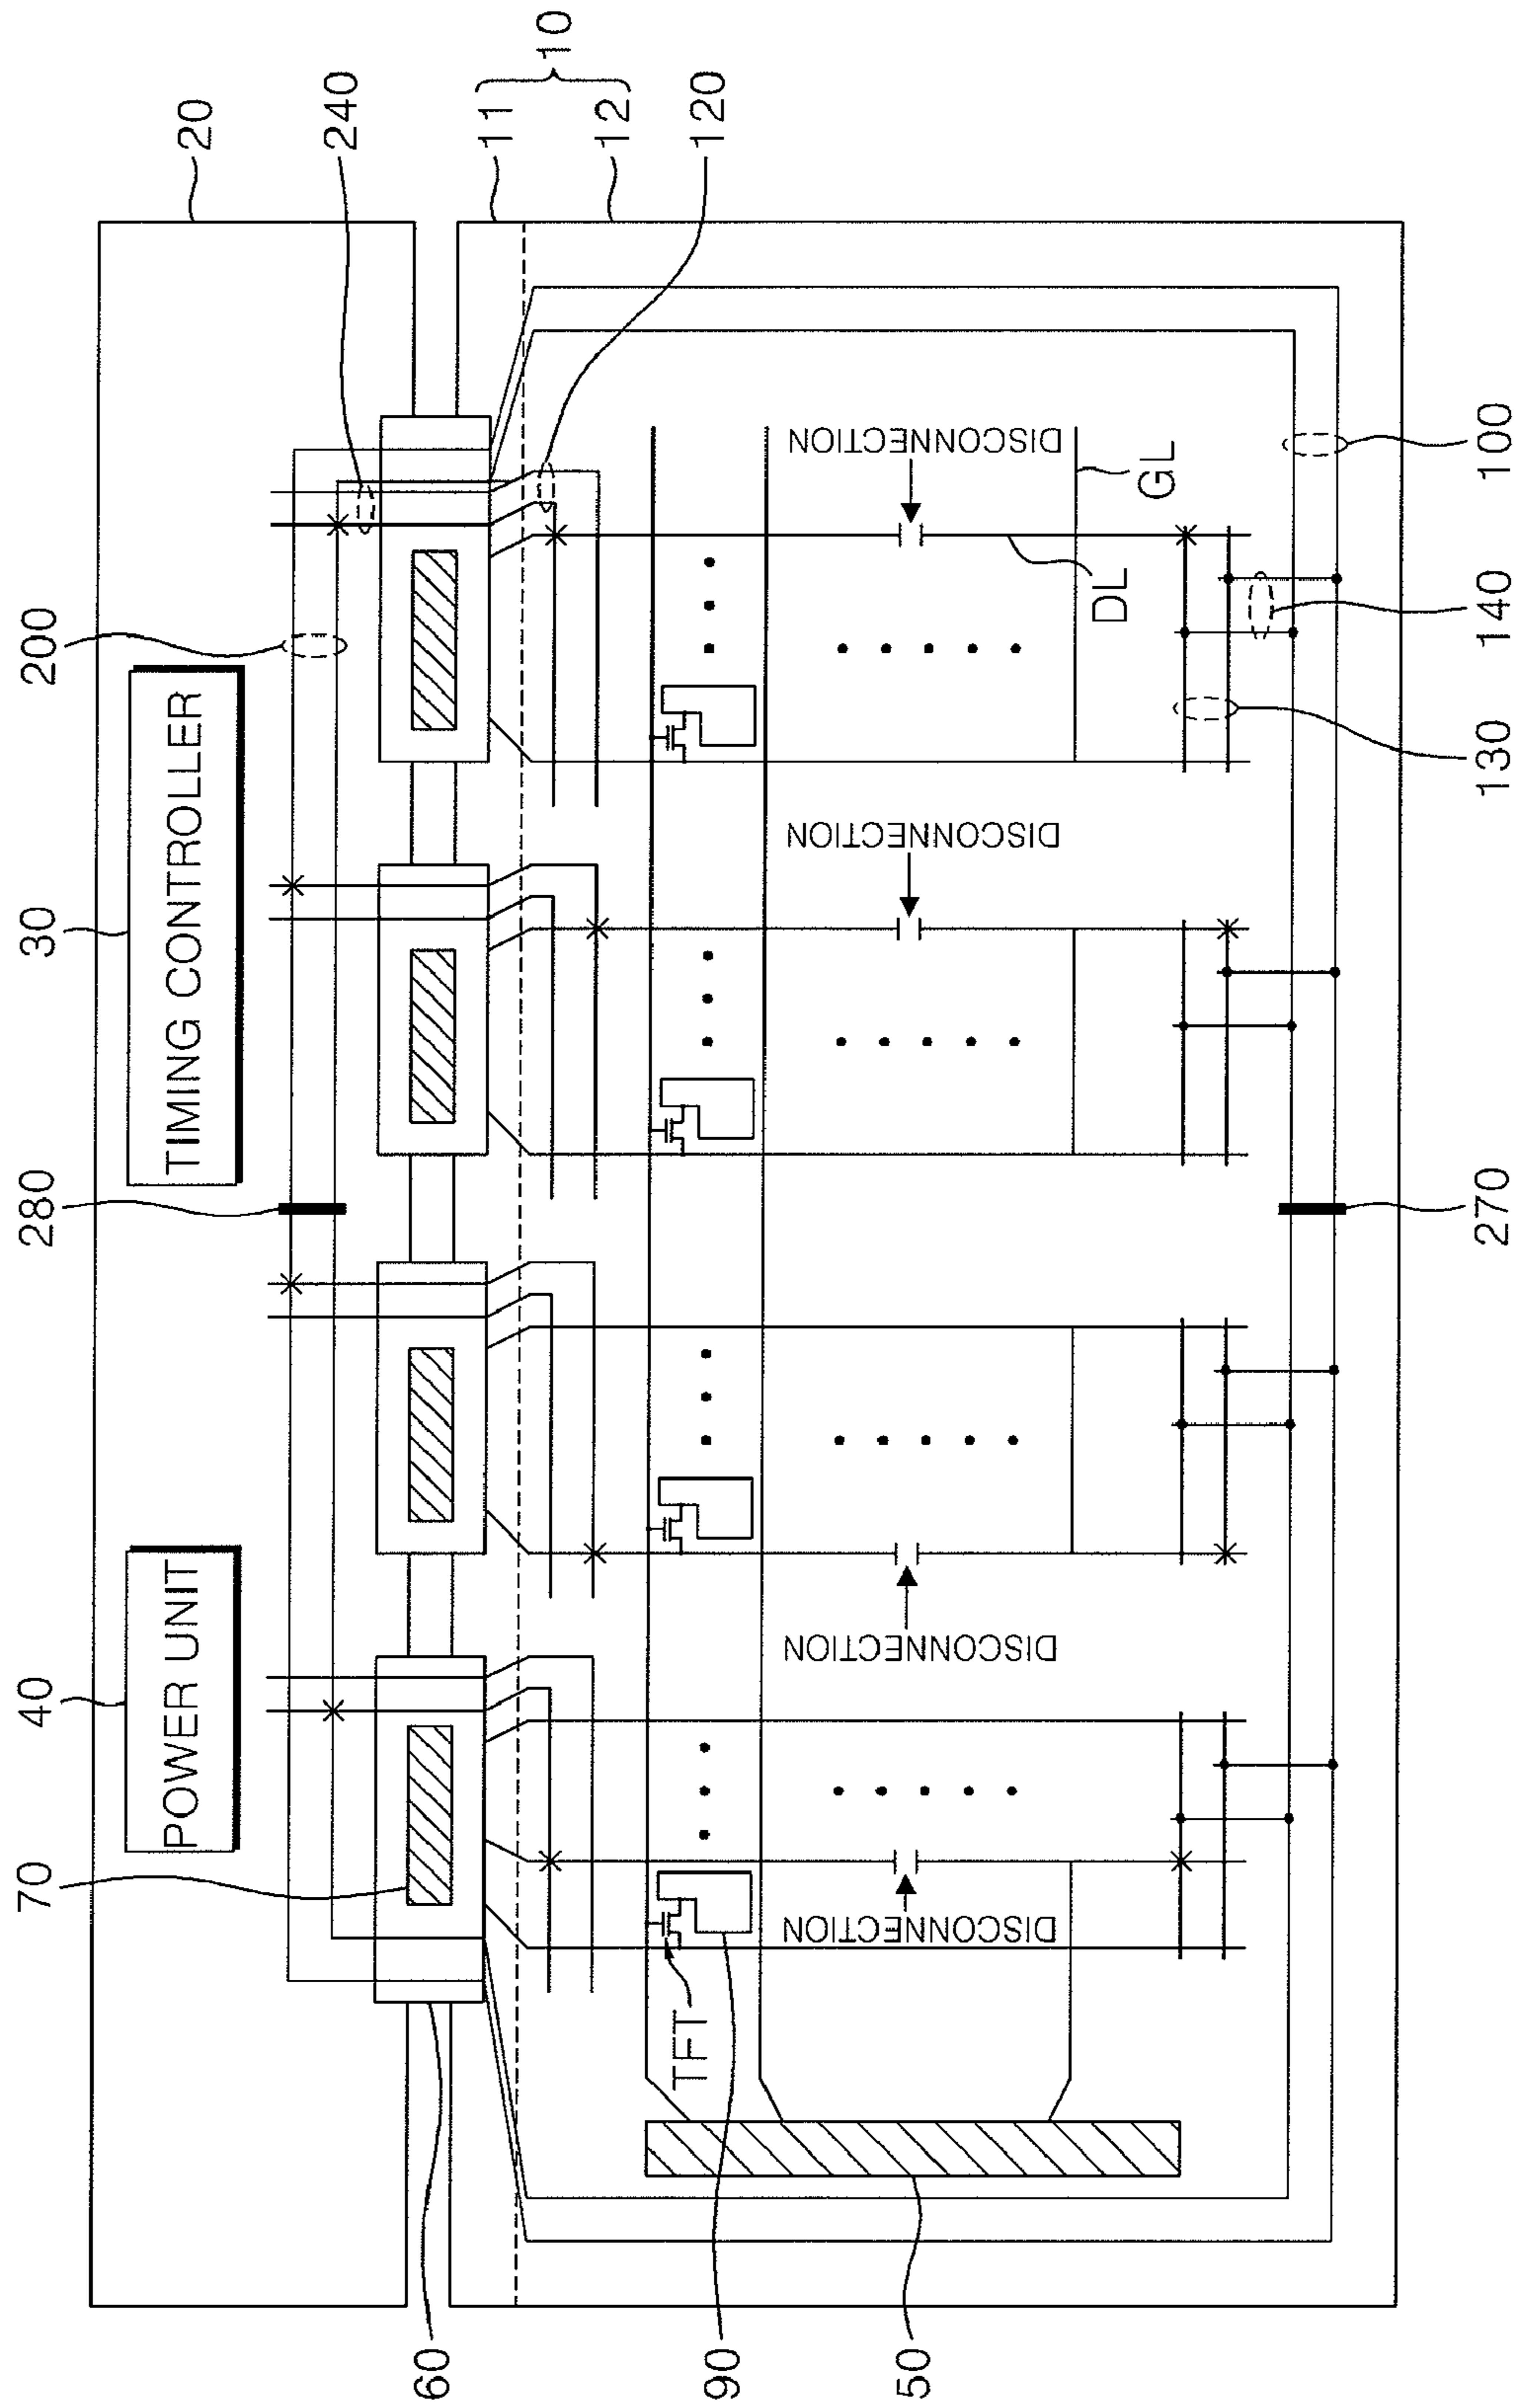 60
70
40
280
30
200
240
20
POWER UNIT
TIMING CONTROLLER
11
12
10
120
TFT
DISCONNECTION
DISCONNECTION
DISCONNECTION
DISCONNECTION
DL
GL
90
50
270
130
140
100